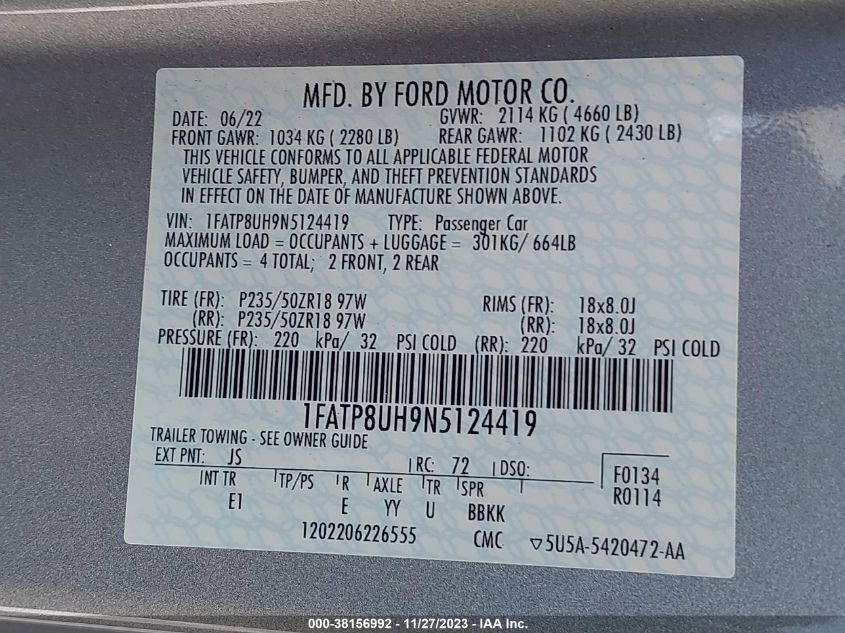 MFD. BY FORD MOTOR CO.
DATE: 06/22 GVWR: 2114 KG ( 4660 LB)
FRONT GAWR: 1034 KG ( 2280 LB) REAR GAWR: 1102 KG ( 2430 LB)
THIS VEHICLE CONFORMS TO ALL APPLICABLE FEDERAL MOTOR
VEHICLE SAFETY, BUMPER, AND THEFT PREVENTION STANDARDS
IN EFFECT ON THE DATE OF MANUFACTURE SHOWN ABOVE.
VIN: 1FATP8UH9N5124419 TYPE: Passenger Car
MAXIMUM LOAD = OCCUPANTS + LUGGAGE = 301KG/ 664LB
OCCUPANTS = 4 TOTAL; 2 FRONT, 2 REAR
TIRE (FR): P235/50ZR18 97W RIMS (FR): 18x8.0J
(RR): P235/50ZR18 97W (RR): 18x8.0J
PRESSURE (FR): 220 kPa/ 32 PSI COLD (RR): 220 kPa/ 32 PSI COLD
1FATP8UH9N5124419
TRAILER TOWING - SEE OWNER GUIDE
EXT PNT: JS RC: 72 DSO: F0134
INT TR TP/PS R AXLE TR SPR R0114
E1 E YY U BBKK
1202206226555 CMC ▽5U5A-5420472-AA
000-38156992 - 11/27/2023 - IAA Inc.